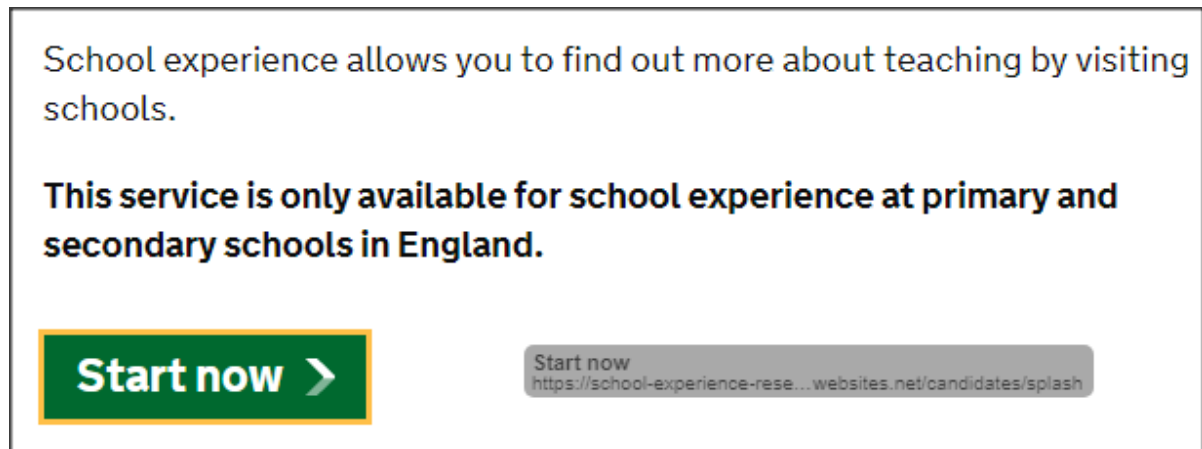 School experience allows you to find out more about teaching by visiting
schools.
This service is only available for school experience at primary and
secondary schools in England.
Start now
Start now
https://school-experience-rese...websites.net/candidates/splash